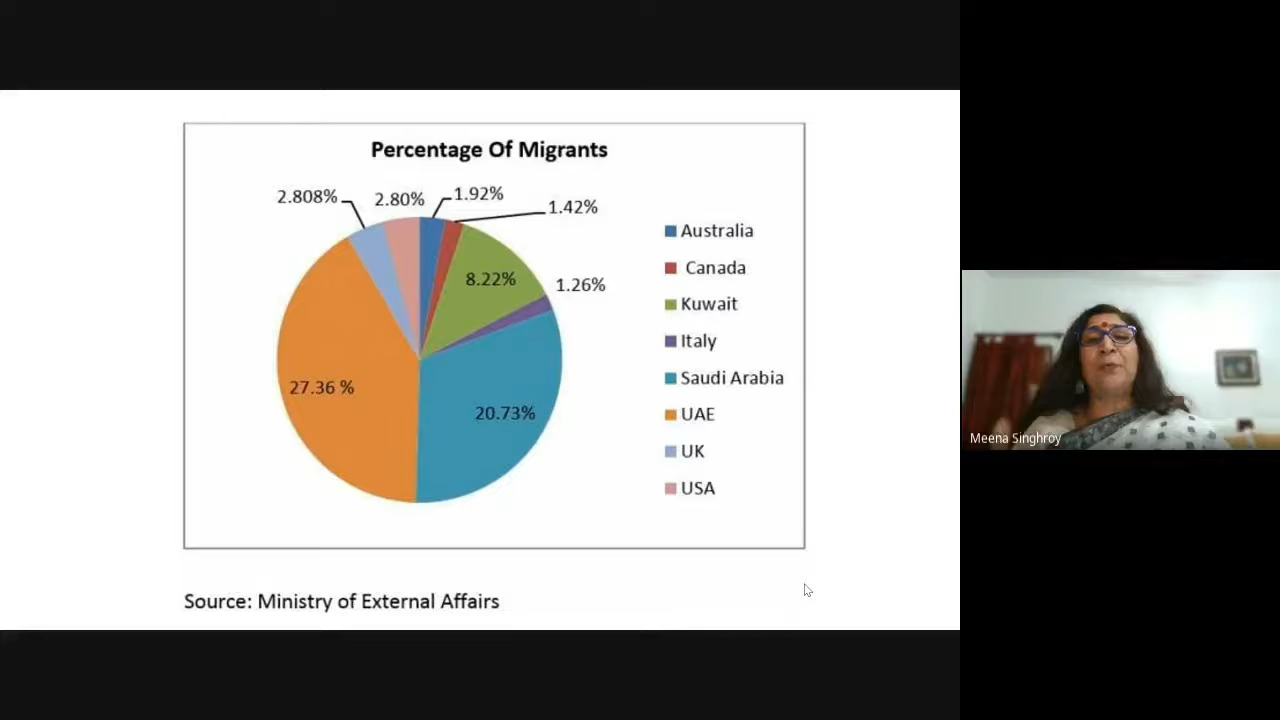 Percentage Of Migrants
2.808%
2.80%
1.92%
1.42%
8.22%
1.26%
27.36 %
20.73%
Australia
Canada
Kuwait
Italy
Saudi Arabia
UAE
UK
USA
Source: Ministry of External Affairs
Meena Singhroy